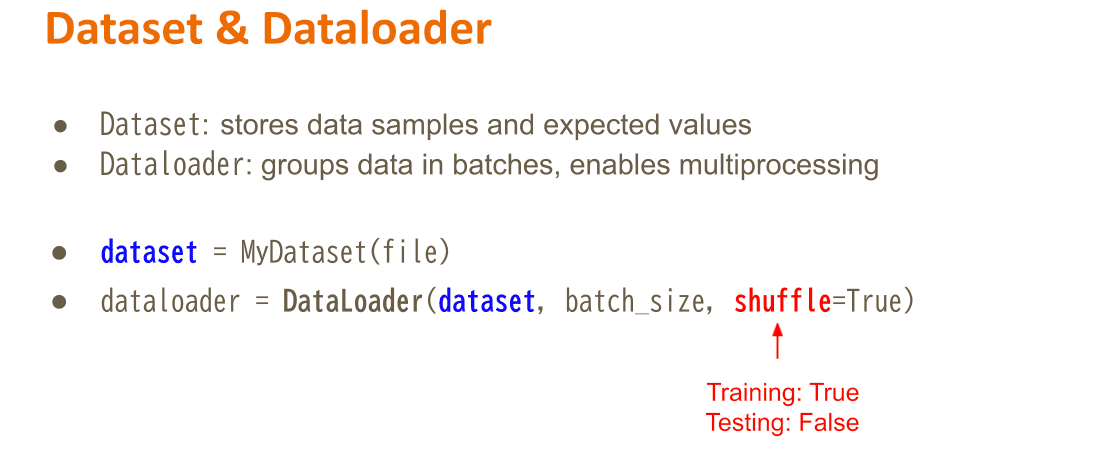 Dataset & Dataloader
● Dataset: stores data samples and expected values
● Dataloader: groups data in batches, enables multiprocessing
● dataset = MyDataset(file)
● dataloader = DataLoader(dataset, batch_size, shuffle=True)
Training: True
Testing: False